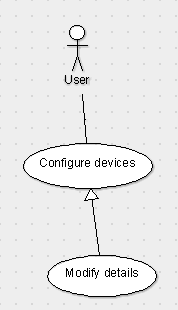 User
Configure devices
Modify details